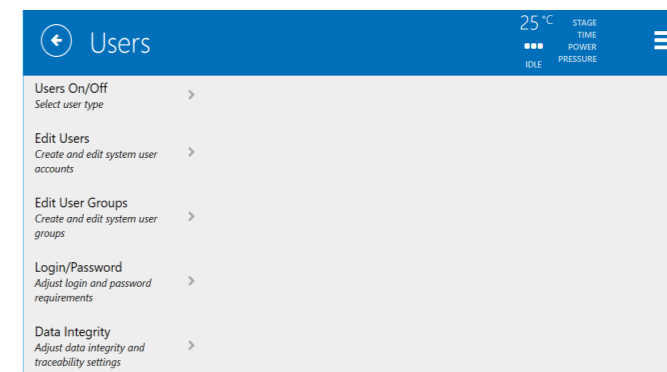 Users
25 °C
IDLE
STAGE
TIME
POWER
PRESSURE
Users On/Off
Select user type
Edit Users
Create and edit system user
accounts
Edit User Groups
Create and edit system user
groups
Login/Password
Adjust login and password
requirements
Data Integrity
Adjust data integrity and
traceability settings